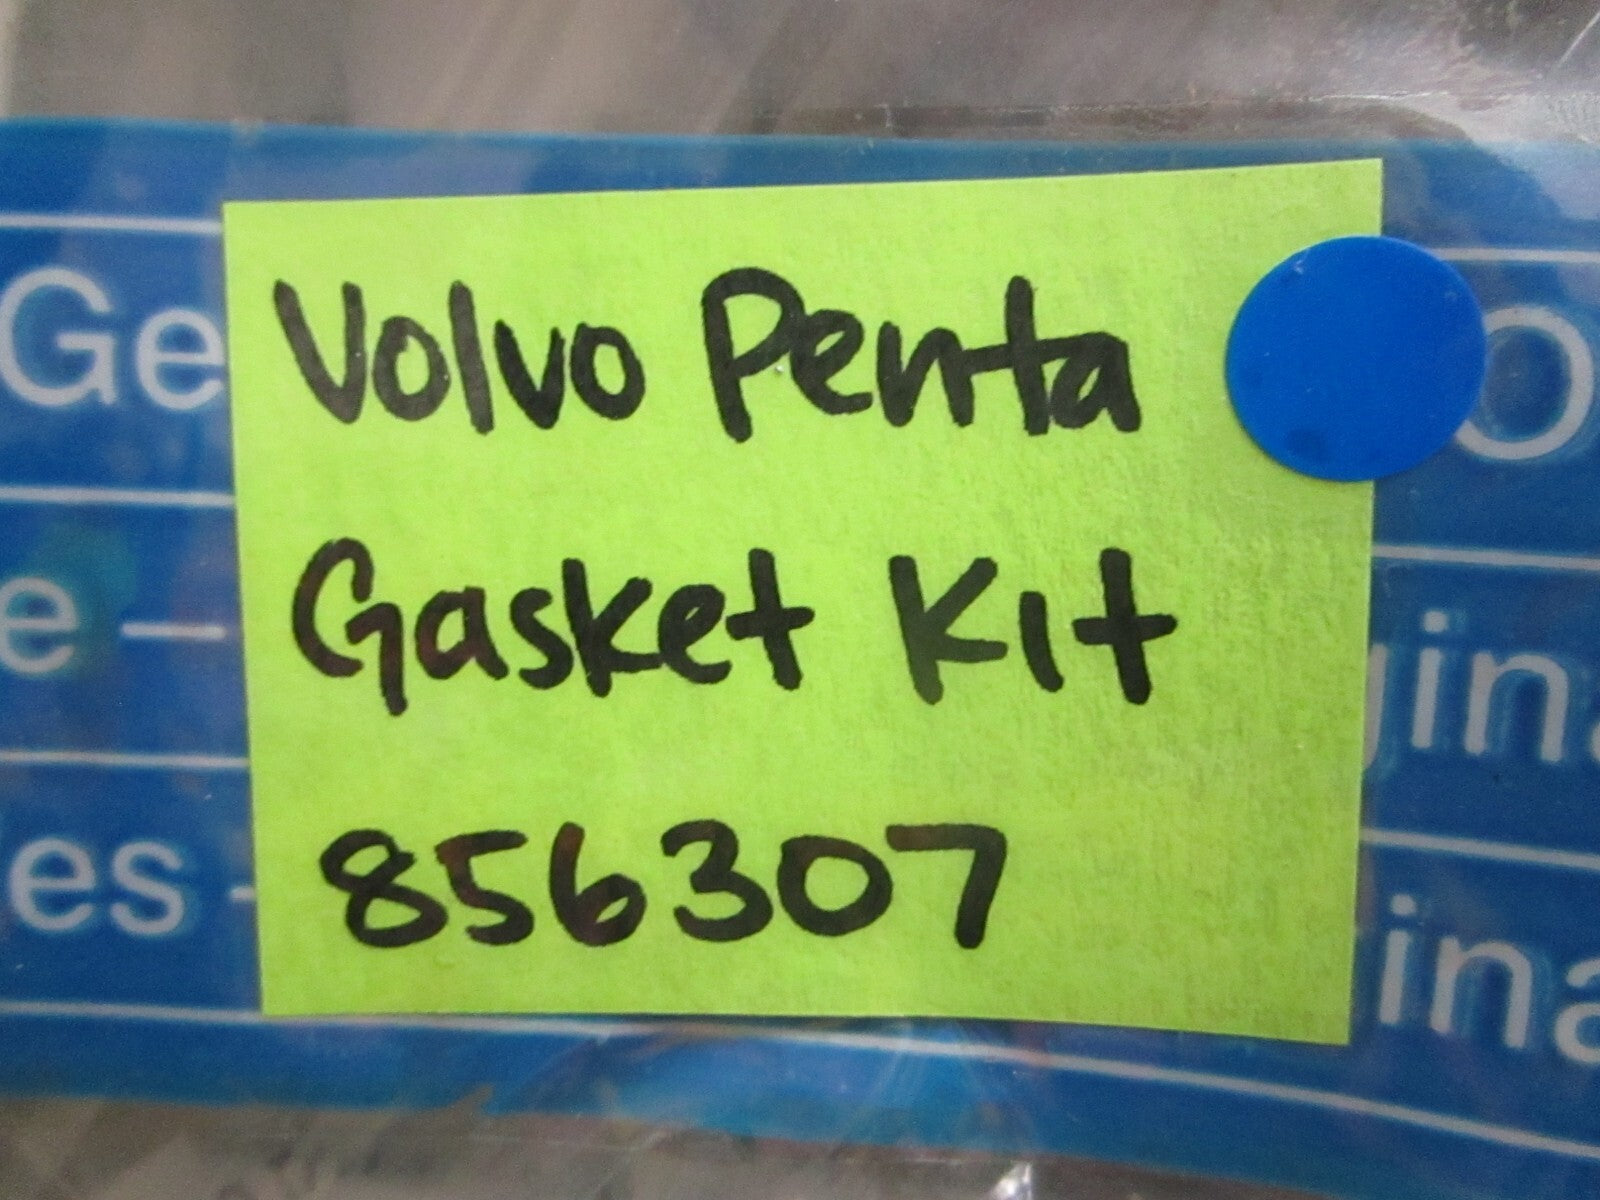 Volvo Penta
Gasket Kit
856307